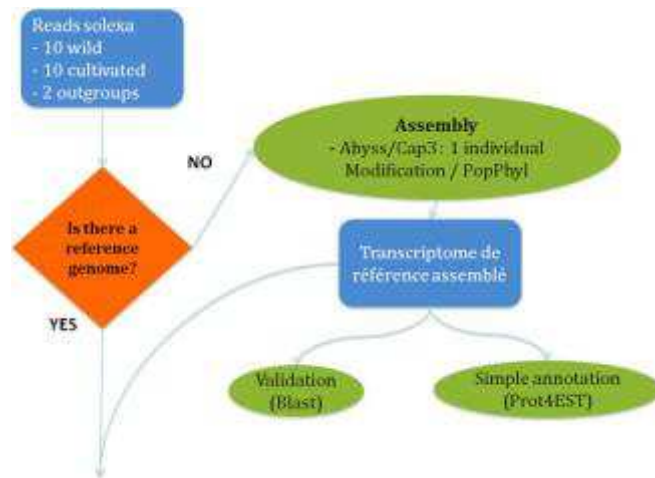 Reads solexa
- 10 wild
- 10 cultivated
- 2 outgroups
Assembly
- Abyss/Cap3 : 1 individual
Modification / PopPhyl
NO
Is there a
reference
genome?
Transcriptome de
référence assemblé
YES
Validation
(Blast)
Simple annotation
(Prot4EST)